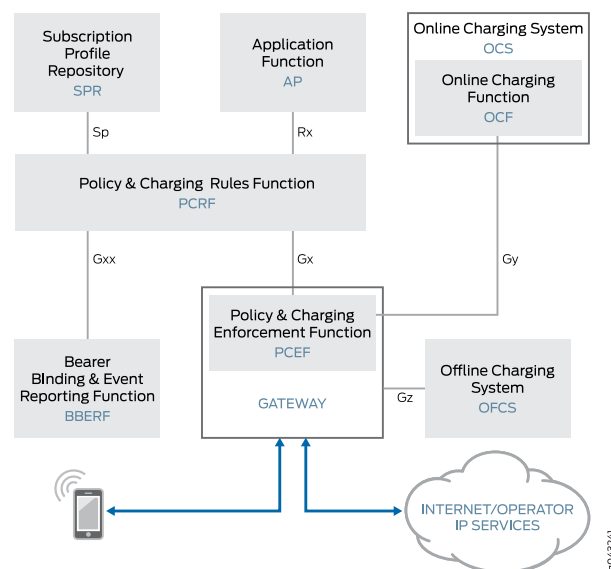 Subscription
Profile
Repository
SPR
Application
Function
AP
Online Charging System
OCS
Online Charging
Function
OCF
Sp
Rx
Policy & Charging Rules Function
PCRF
Gxx
Gx
Gy
Policy & Charging
Enforcement Function
PCEF
GATEWAY
Bearer
BInding & Event
Reporting Function
BBERF
Gz
Offline Charging
System
OFCS
INTERNET/OPERATOR
IP SERVICES